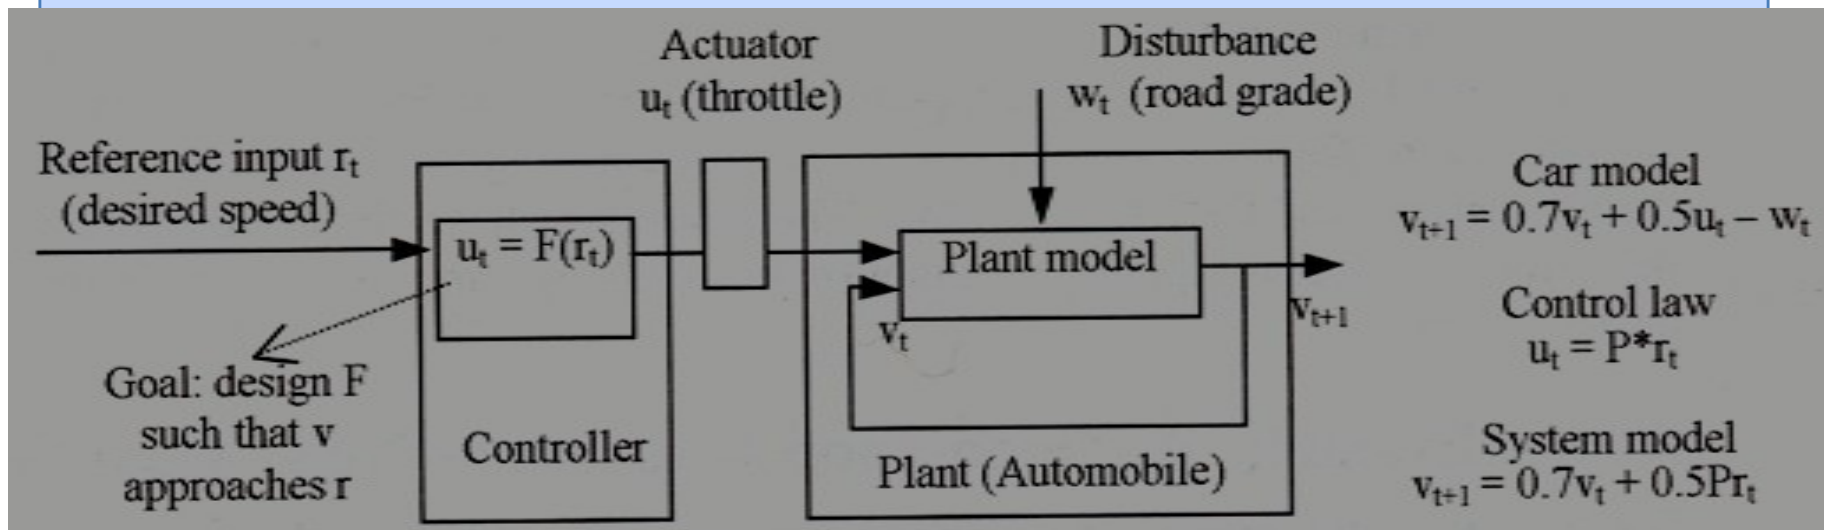 Actuator
uₜ (throttle)
Disturbance
wₜ (road grade)
Reference input rₜ
(desired speed)
uₜ = F(rₜ)
Plant model
vₜ
vₜ₊₁
Goal: design F
such that v
approaches r
Controller
Plant (Automobile)
Car model
vₜ₊₁ = 0.7vₜ + 0.5uₜ – wₜ
Control law
uₜ = P*rₜ
System model
vₜ₊₁ = 0.7vₜ + 0.5Prₜ